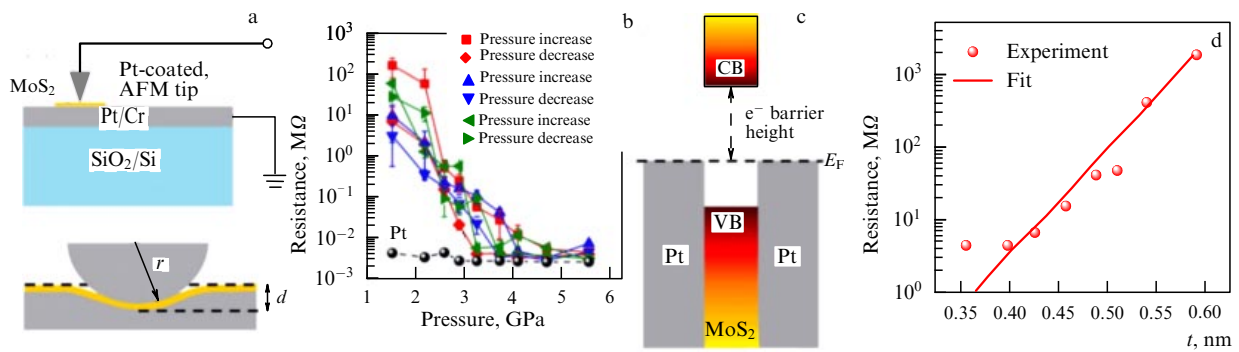 a
MoS2
Pt-coated,
AFM tip
Pt/Cr
SiO2/Si
r
d
b
Resistance, MΩ
10^3
10^2
10^1
10^0
10^−1
10^−2
10^−3
Pressure increase
Pressure decrease
Pressure increase
Pressure decrease
Pressure increase
Pressure decrease
Pt
1 2 3 4 5 6
Pressure, GPa
c
CB
e− barrier
height
EF
VB
Pt
Pt
MoS2
d
Resistance, MΩ
10^3
10^2
10^1
10^0
Experiment
Fit
0.35 0.40 0.45 0.50 0.55 0.60
t, nm